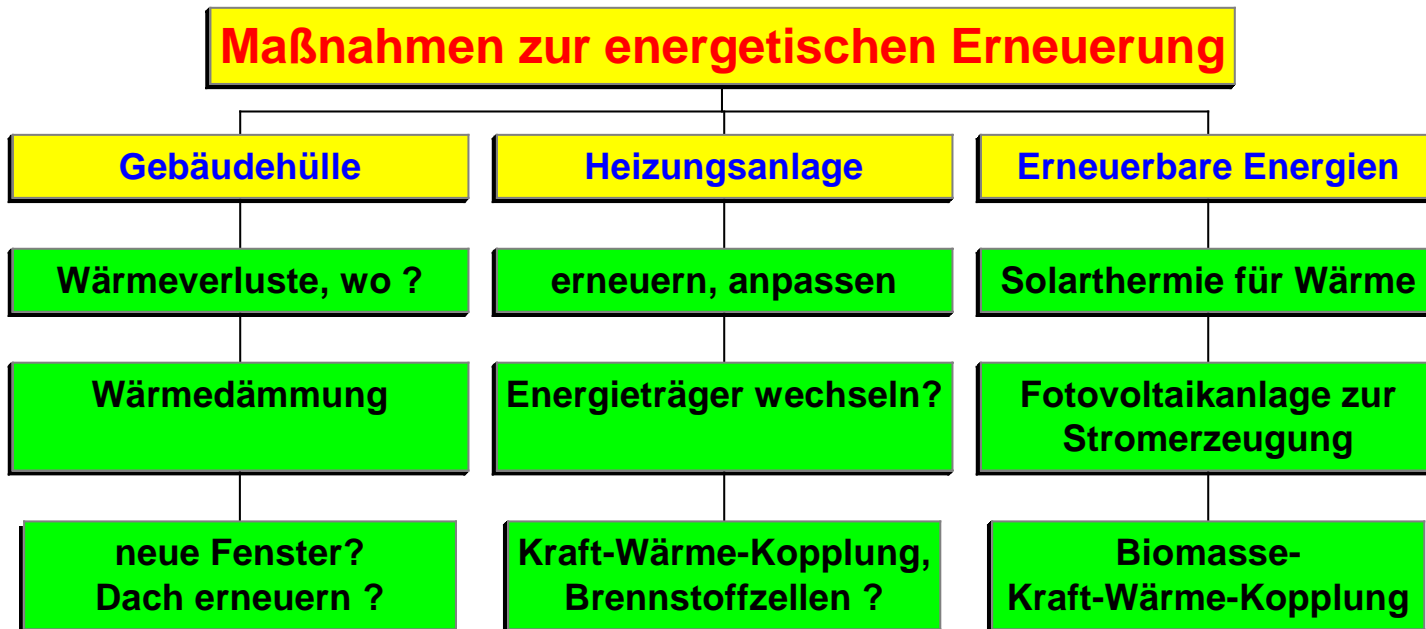 Maßnahmen zur energetischen Erneuerung
Gebäudehülle
Heizungsanlage
Erneuerbare Energien
Wärmeverluste, wo ?
erneuern, anpassen
Solarthermie für Wärme
Wärmedämmung
Energieträger wechseln?
Fotovoltaikanlage zur
Stromerzeugung
neue Fenster?
Dach erneuern ?
Kraft-Wärme-Kopplung,
Brennstoffzellen ?
Biomasse-
Kraft-Wärme-Kopplung